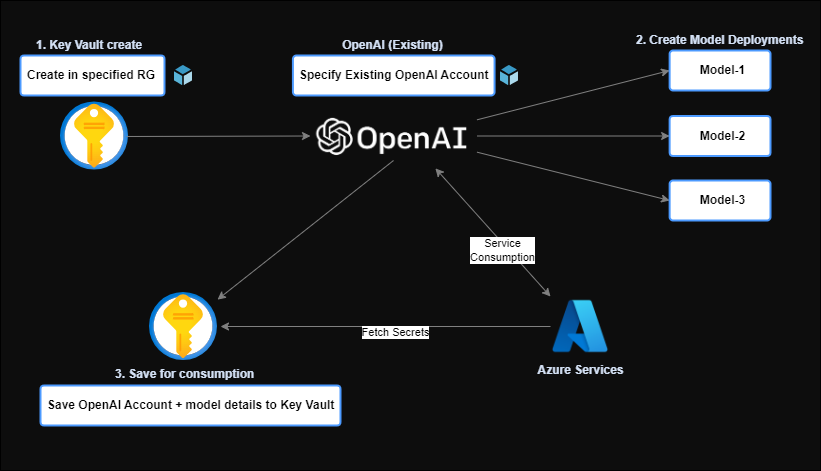 1. Key Vault create
OpenAI (Existing)
2. Create Model Deployments
Create in specified RG
Specify Existing OpenAI Account
Model-1
OpenAI
Model-2
Model-3
Service
Consumption
Fetch Secrets
Azure Services
3. Save for consumption
Save OpenAI Account + model details to Key Vault